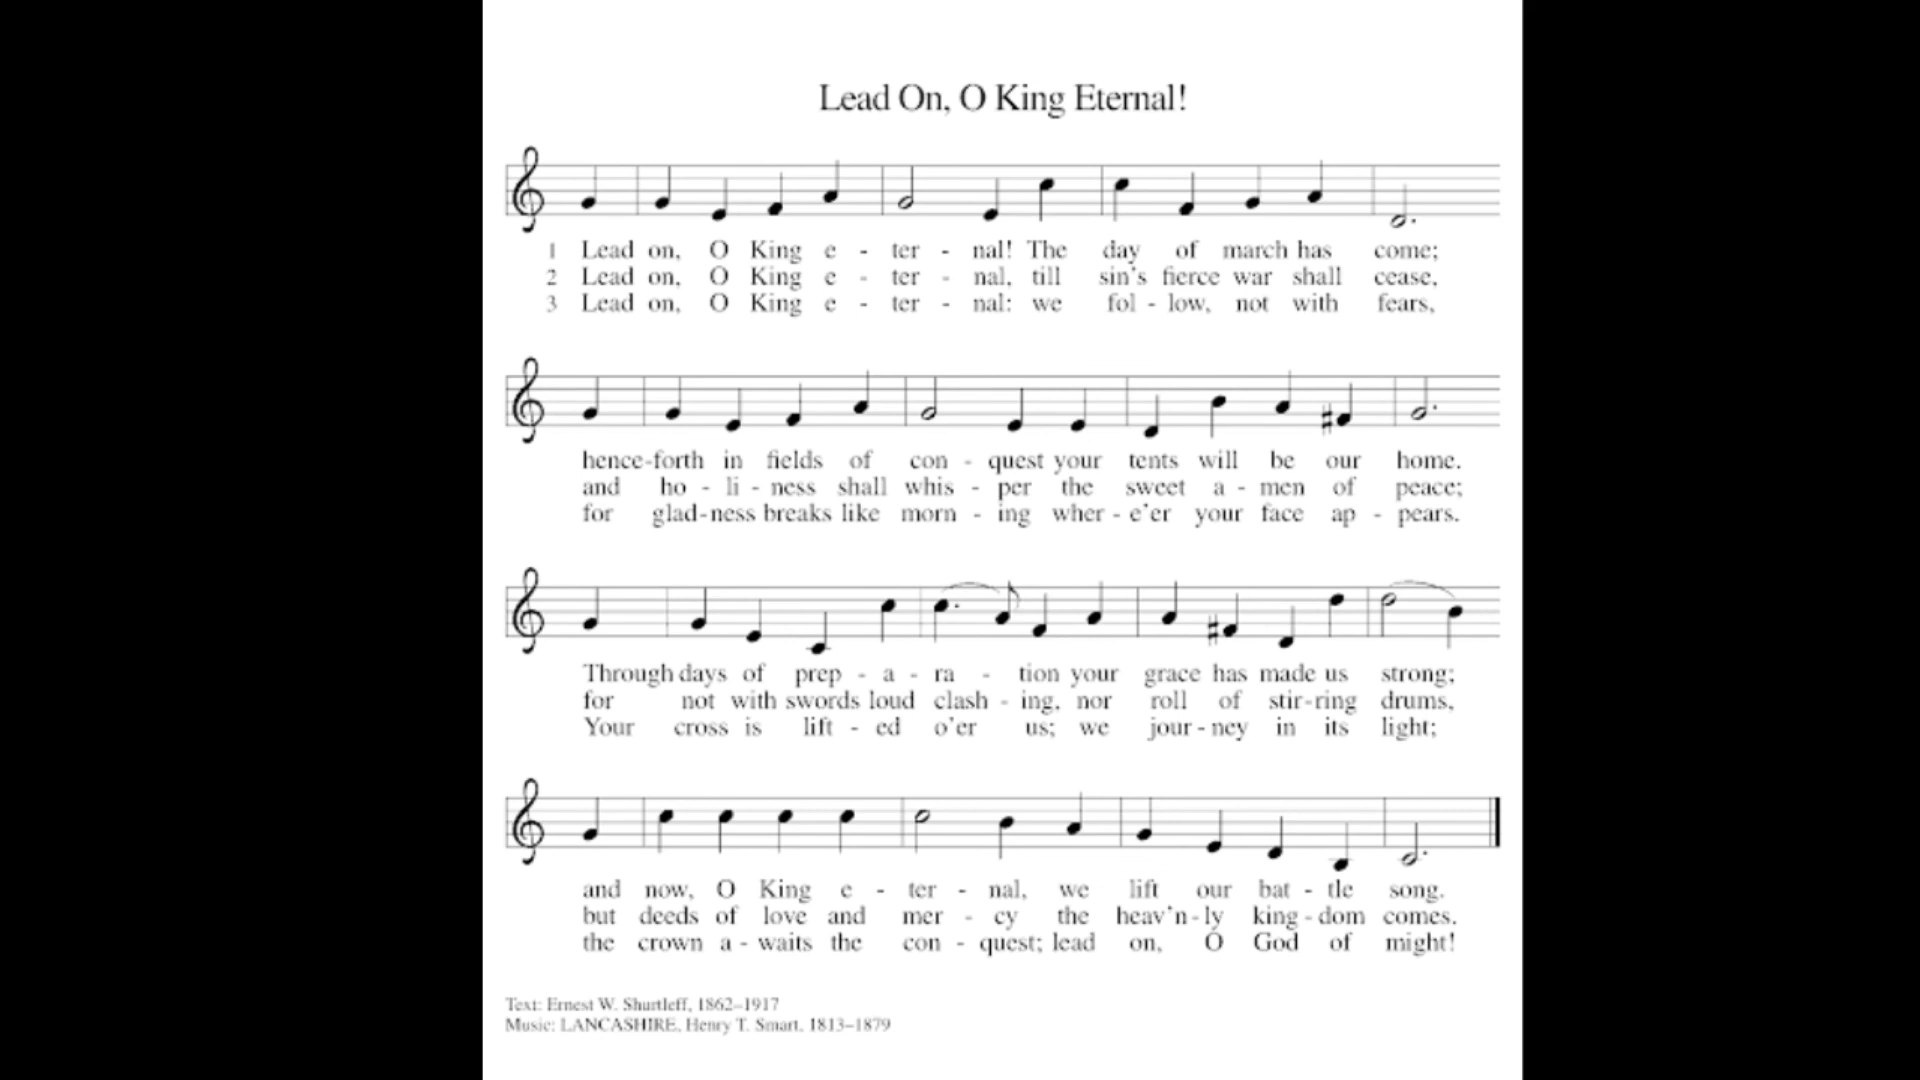 Lead On, O King Eternal!
1 Lead on, O King e - ter - nal! The day of march has come;
2 Lead on, O King e - ter - nal, till sin's fierce war shall cease,
3 Lead on, O King e - ter - nal: we fol - low, not with fears,
hence-forth in fields of con - quest your tents will be our home.
and ho - li - ness shall whis - per the sweet a - men of peace;
for glad-ness breaks like morn - ing wher - e'er your face ap - pears.
Through days of prep - a - ra - tion your grace has made us strong;
for not with swords loud clash - ing, nor roll of stir-ring drums,
Your cross is lift - ed o'er us; we jour - ney in its light;
and now, O King e - ter - nal, we lift our bat - tle song.
but deeds of love and mer - cy the heav'n-ly king-dom comes.
the crown a - waits the con - quest; lead on, O God of might!
Text: Ernest W. Shurtleff, 1862–1917
Music: LANCASHIRE, Henry T. Smart, 1813–1879